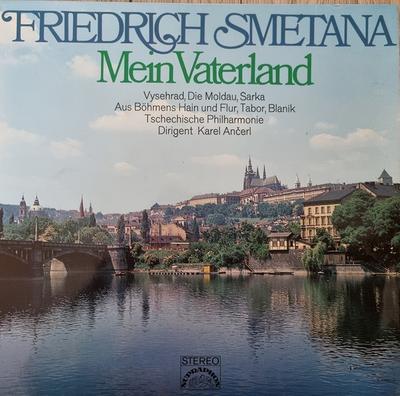 FRIEDRICH SMETANA
Mein Vaterland
Vysehrad, Die Moldau, Sarka
Aus Böhmens Hain und Flur, Tabor, Blanik
Tschechische Philharmonie
Dirigent Karel Ančerl
STEREO
SUPRAPHON